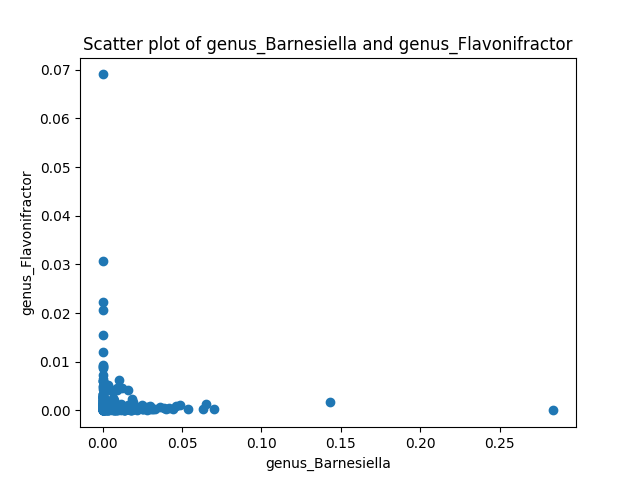 Scatter plot of genus_Barnesiella and genus_Flavonifractor
0.07
0.06
0.05
0.04
0.03
0.02
0.01
0.00
genus_Flavonifractor
0.00 0.05 0.10 0.15 0.20 0.25
genus_Barnesiella